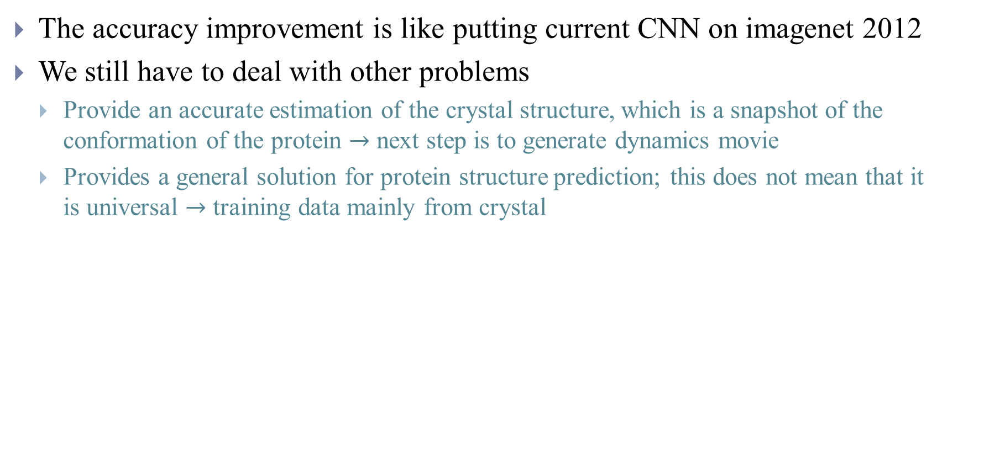 The accuracy improvement is like putting current CNN on imagenet 2012
We still have to deal with other problems
Provide an accurate estimation of the crystal structure, which is a snapshot of the
conformation of the protein → next step is to generate dynamics movie
Provides a general solution for protein structure prediction; this does not mean that it
is universal → training data mainly from crystal